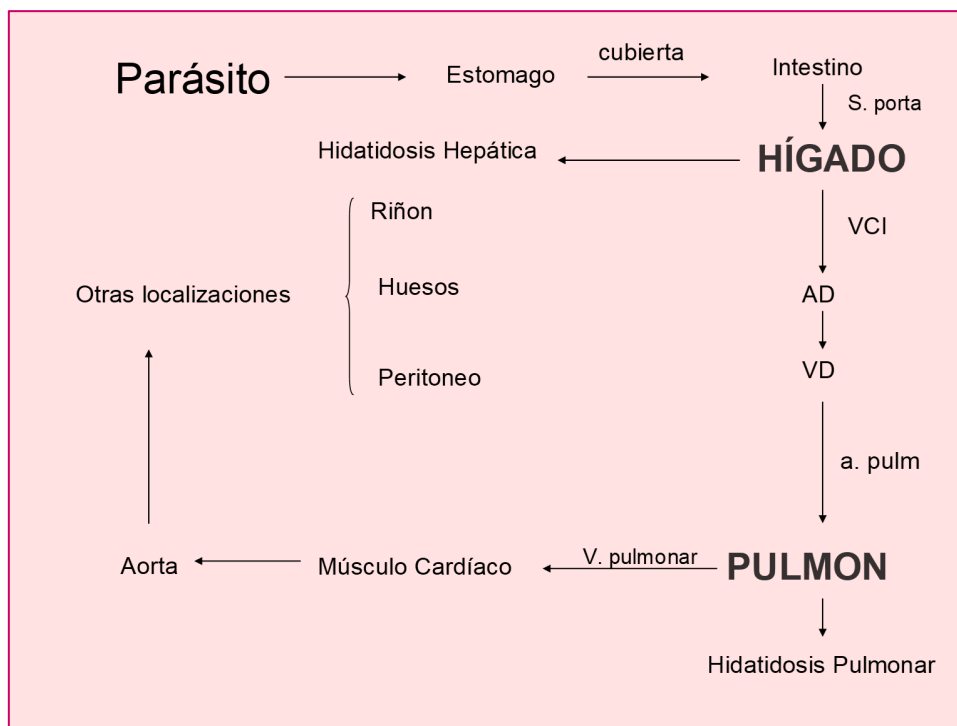 Parásito
Estomago
cubierta
Intestino
S. porta
HÍGADO
Hidatidosis Hepática
VCI
Riñon
Huesos
Peritoneo
Otras localizaciones
AD
VD
a. pulm
PULMON
V. pulmonar
Músculo Cardíaco
Aorta
Hidatidosis Pulmonar